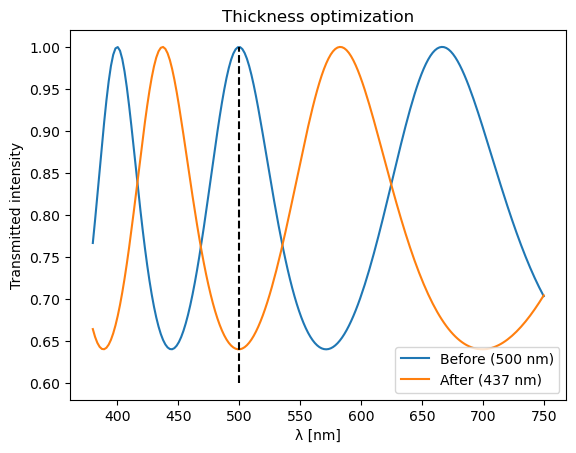 Thickness optimization
1.00
0.95
0.90
0.85
0.80
0.75
0.70
0.65
0.60
Transmitted intensity
Before (500 nm)
After (437 nm)
400 450 500 550 600 650 700 750
λ [nm]